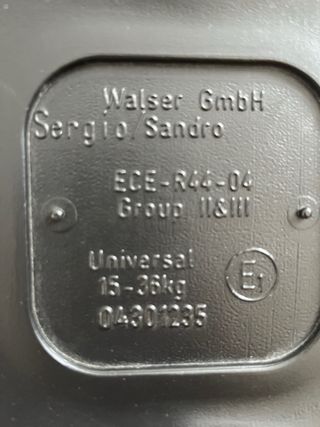 Walser GmbH
Sergio/Sandro
ECE-R44-04
Group II&III
Universal
15-36kg
E1
04301235